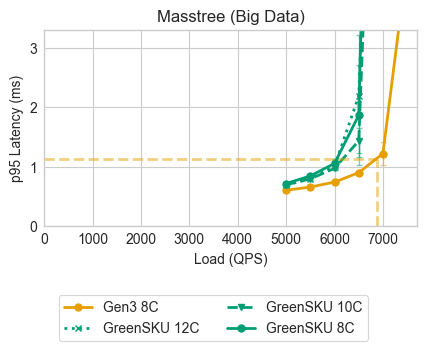 Masstree (Big Data)
p95 Latency (ms)
3
2
1
0
0 1000 2000 3000 4000 5000 6000 7000
Load (QPS)
Gen3 8C GreenSKU 10C
GreenSKU 12C GreenSKU 8C